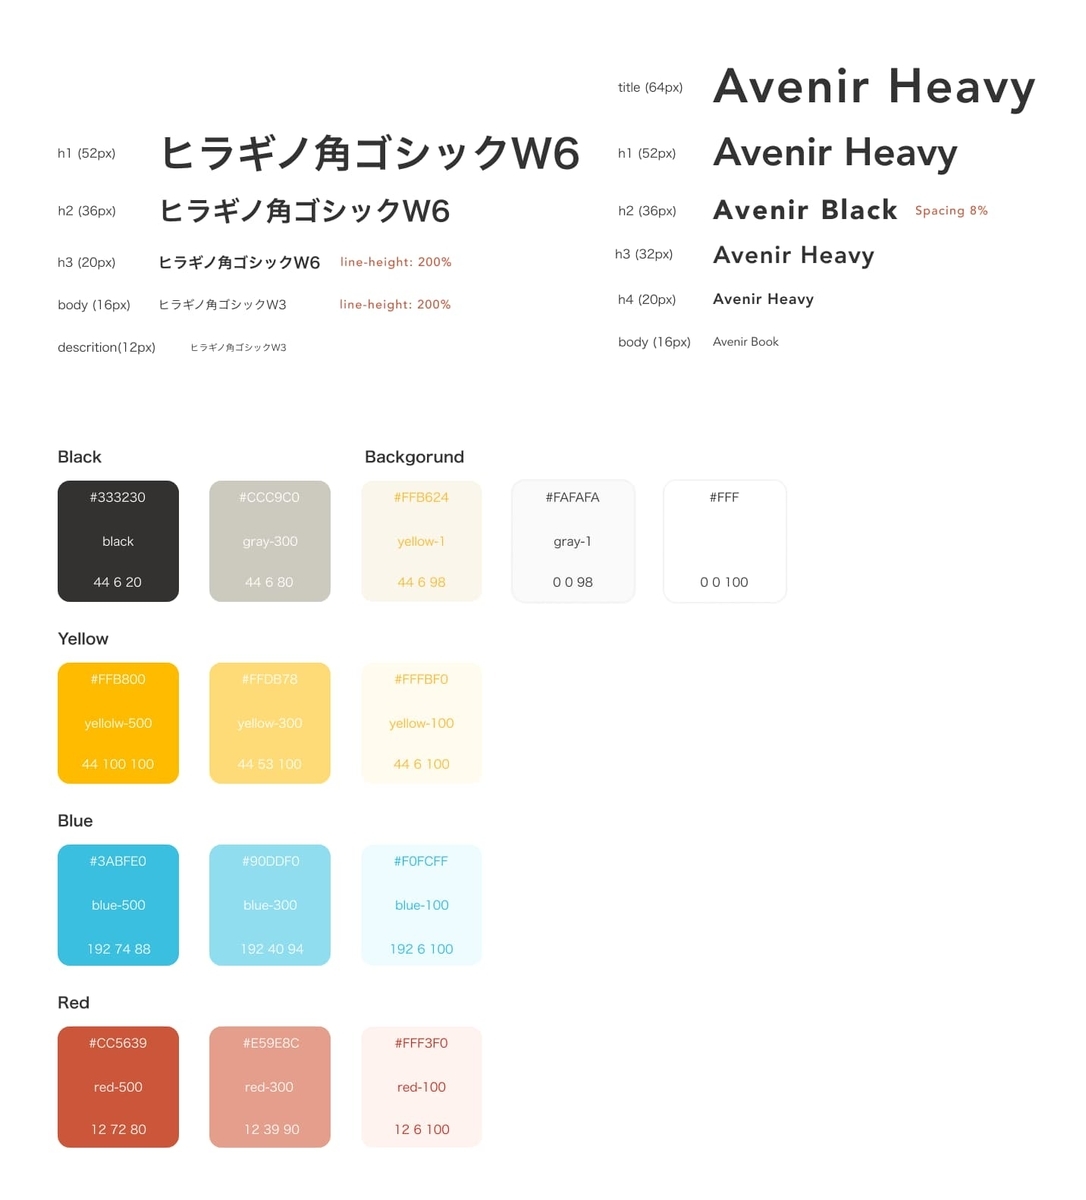 title (64px) Avenir Heavy
h1 (52px) ヒラギノ角ゴシックW6
h1 (52px) Avenir Heavy
h2 (36px) ヒラギノ角ゴシックW6
h2 (36px) Avenir Black Spacing 8%
h3 (20px) ヒラギノ角ゴシックW6 line-height: 200%
h3 (32px) Avenir Heavy
body (16px) ヒラギノ角ゴシックW3 line-height: 200%
h4 (20px) Avenir Heavy
descrition(12px) ヒラギノ角ゴシックW3
body (16px) Avenir Book
Black
Backgorund
#333230 #CCC9C0 #FFB624 #FAFAFA #FFF
black gray-300 yellow-1 gray-1
44 6 20 44 6 80 44 6 98 0 0 98 0 0 100
Yellow
#FFB800 #FFDB78 #FFFBF0
yellolw-500 yellow-300 yellow-100
44 100 100 44 53 100 44 6 100
Blue
#3ABFE0 #90DDF0 #F0FCFF
blue-500 blue-300 blue-100
192 74 88 192 40 94 192 6 100
Red
#CC5639 #E59E8C #FFF3F0
red-500 red-300 red-100
12 72 80 12 39 90 12 6 100